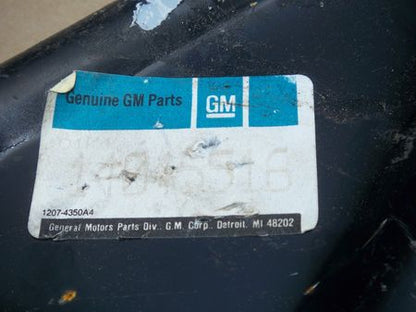 Genuine GM Parts
GM
1207-4350A4
General Motors Parts Div., G.M. Corp., Detroit, MI 48202